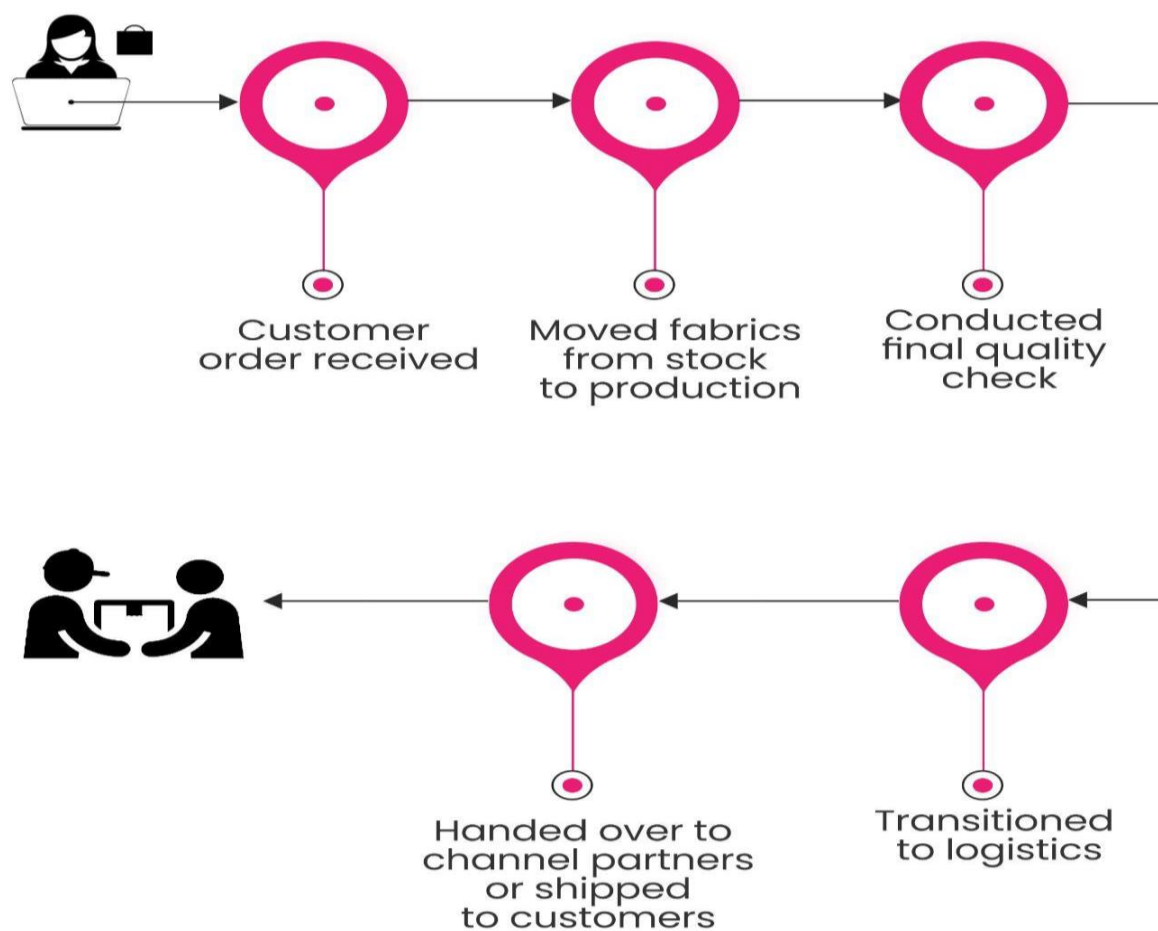 Customer
order received
Moved fabrics
from stock
to production
Conducted
final quality
check
Transitioned
to logistics
Handed over to
channel partners
or shipped
to customers